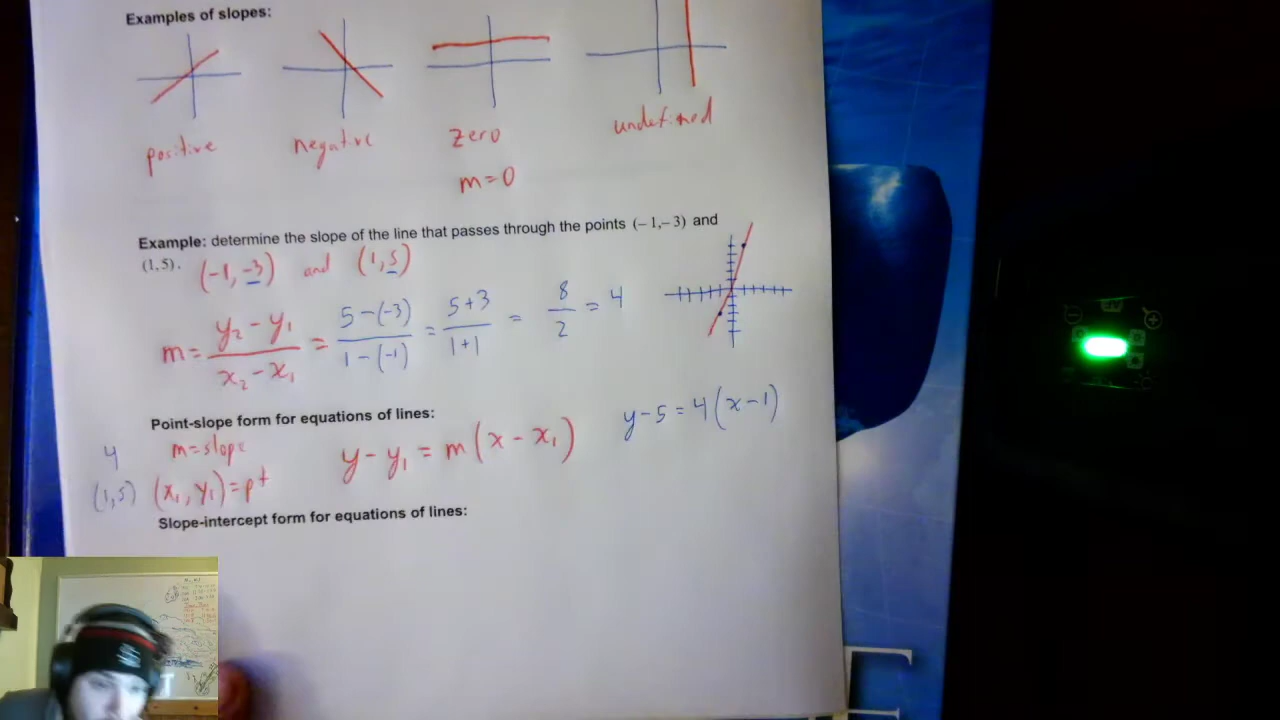 Examples of slopes:
positive negative zero undefined
m=0
Example: determine the slope of the line that passes through the points (−1,−3) and
(1,5). (-1, -3) and (1, 5)
m = y₂ - y₁ / x₂ - x₁ = 5-(-3) / 1-(-1) = 5+3 / 1+1 = 8 / 2 = 4
Point-slope form for equations of lines:
y-5=4(x-1)
4 m=slope
y - y₁ = m(x - x₁)
(1,5) (x₁, y₁)=pt
Slope-intercept form for equations of lines: